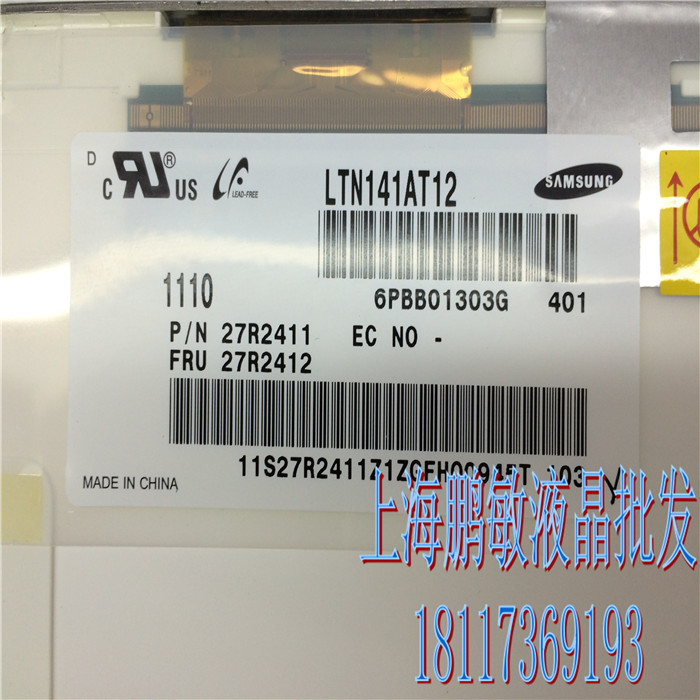 D
C RU ® US
LEAD-FREE
LTN141AT12
SAMSUNG
1110
6PBB01303G 401
P/N 27R2411 EC NO -
FRU 27R2412
MADE IN CHINA
上海鹏敏液晶批发
18117369193